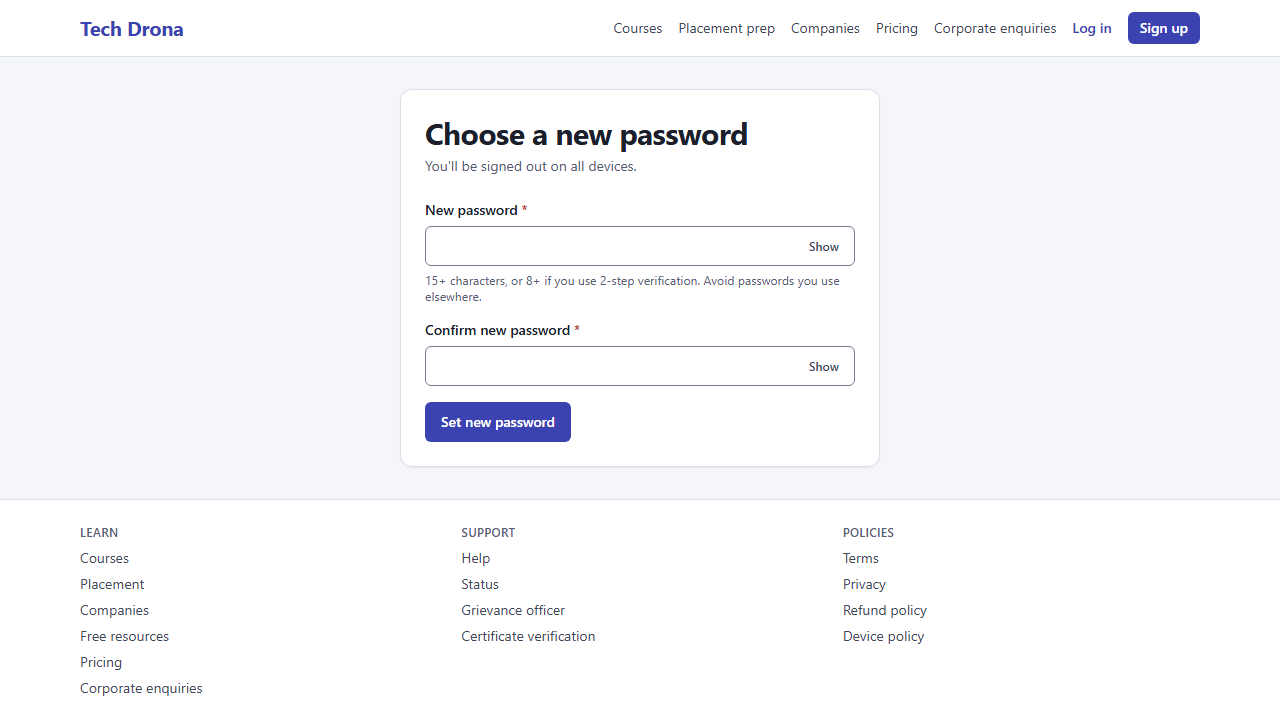 Tech Drona
Courses
Placement prep
Companies
Pricing
Corporate enquiries
Log in
Sign up
Choose a new password
You'll be signed out on all devices.
New password *
Show
15+ characters, or 8+ if you use 2-step verification. Avoid passwords you use
elsewhere.
Confirm new password *
Show
Set new password
LEARN
Courses
Placement
Companies
Free resources
Pricing
Corporate enquiries
SUPPORT
Help
Status
Grievance officer
Certificate verification
POLICIES
Terms
Privacy
Refund policy
Device policy